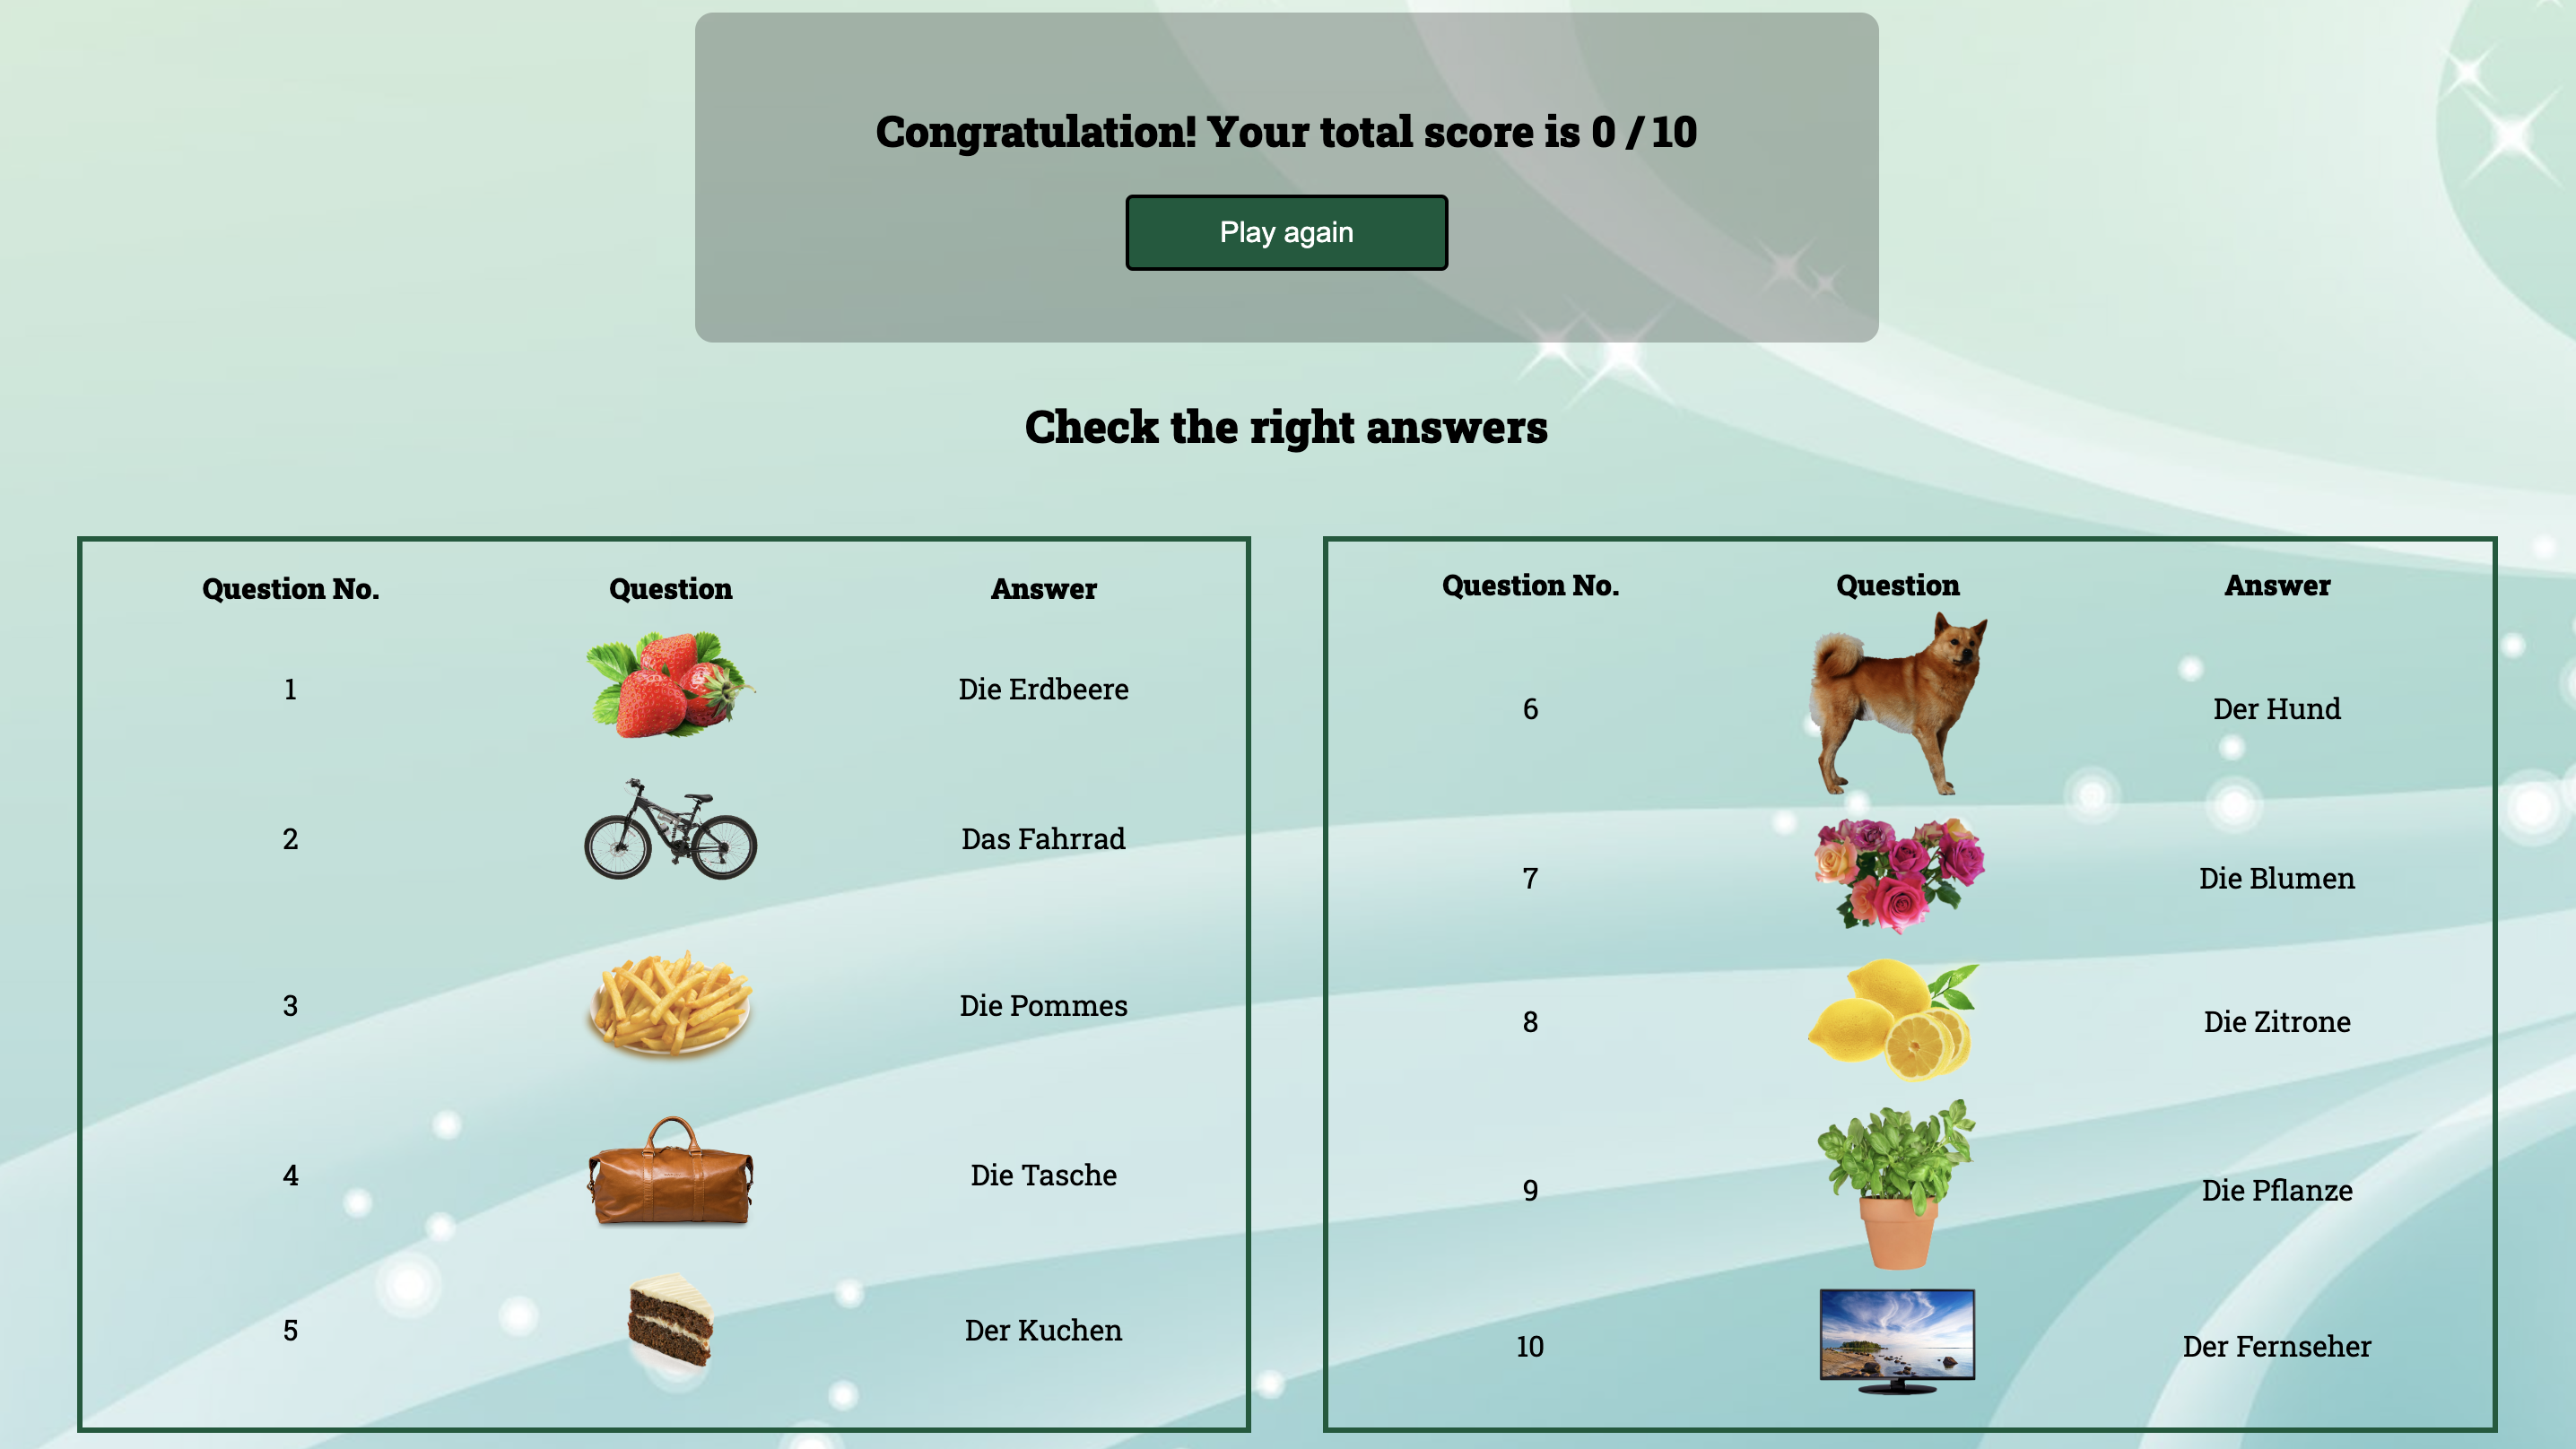 Congratulation! Your total score is 0 / 10
Play again
Check the right answers
Question No. Question Answer
1 Die Erdbeere
2 Das Fahrrad
3 Die Pommes
4 Die Tasche
5 Der Kuchen
Question No. Question Answer
6 Der Hund
7 Die Blumen
8 Die Zitrone
9 Die Pflanze
10 Der Fernseher